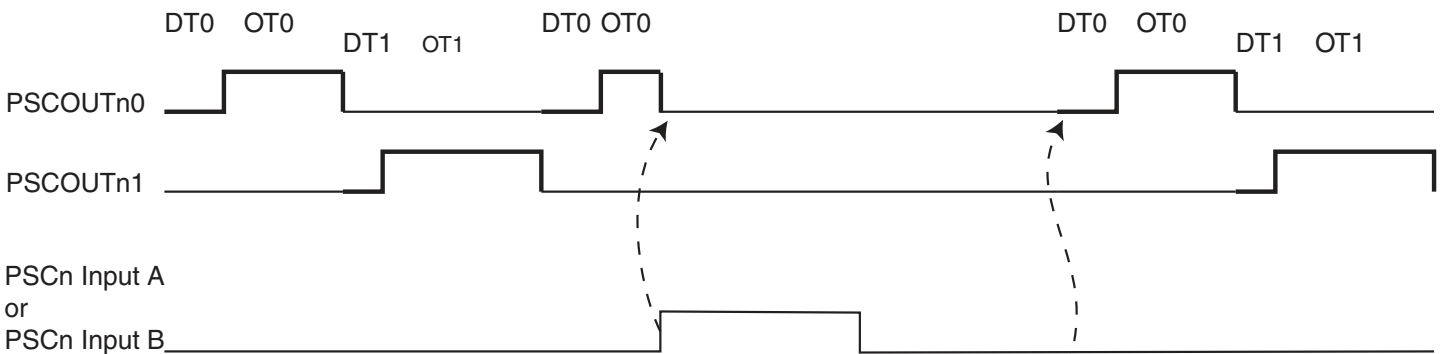 DT0 OT0 DT0 OT0 DT0 OT0
DT1 OT1 DT1 OT1
PSCOUTn0
PSCOUTn1
PSCn Input A
or
PSCn Input B